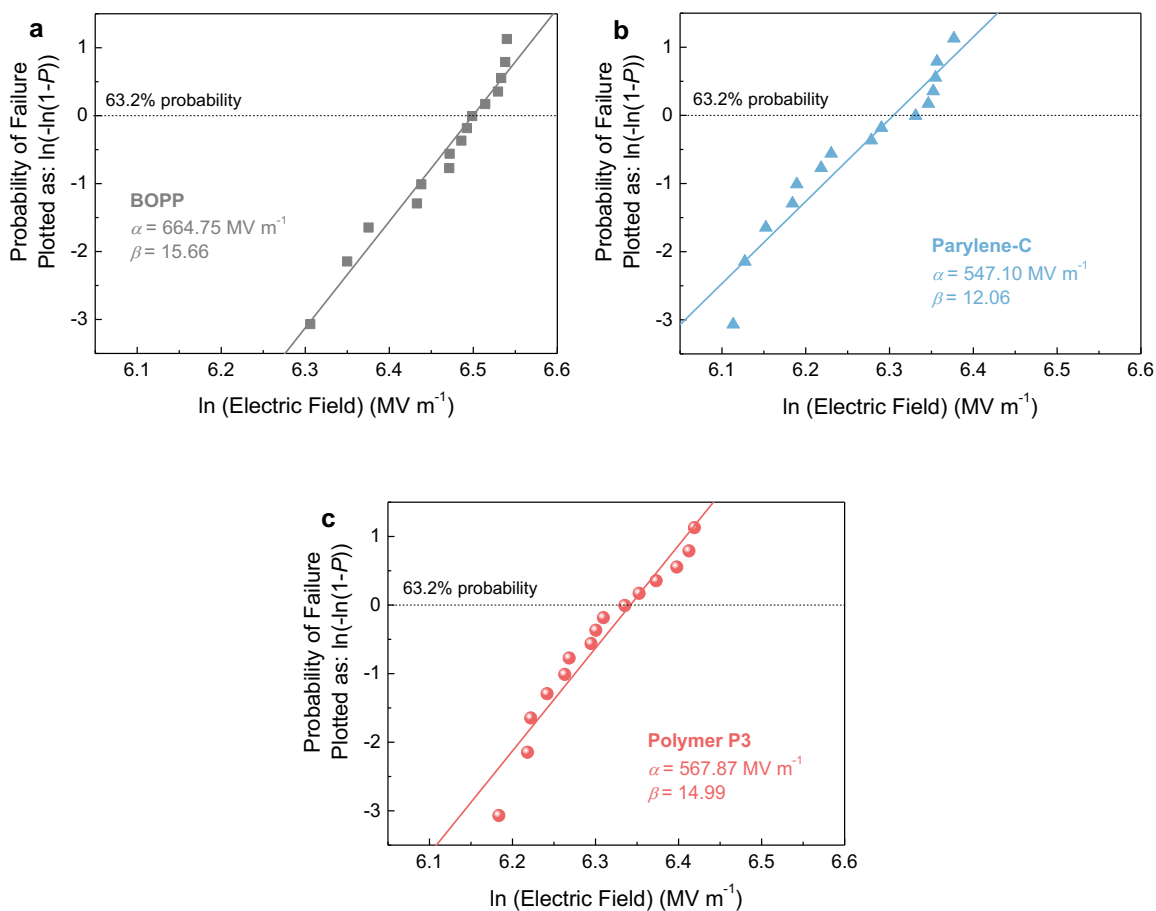 a
Probability of Failure
Plotted as: ln(-ln(1-P))
1
0
-1
-2
-3
63.2% probability
BOPP
α = 664.75 MV m⁻¹
β = 15.66
6.1 6.2 6.3 6.4 6.5 6.6
ln (Electric Field) (MV m⁻¹)
b
Probability of Failure
Plotted as: ln(-ln(1-P))
1
0
-1
-2
-3
63.2% probability
Parylene-C
α = 547.10 MV m⁻¹
β = 12.06
6.1 6.2 6.3 6.4 6.5 6.6
ln (Electric Field) (MV m⁻¹)
c
Probability of Failure
Plotted as: ln(-ln(1-P))
1
0
-1
-2
-3
63.2% probability
Polymer P3
α = 567.87 MV m⁻¹
β = 14.99
6.1 6.2 6.3 6.4 6.5 6.6
ln (Electric Field) (MV m⁻¹)